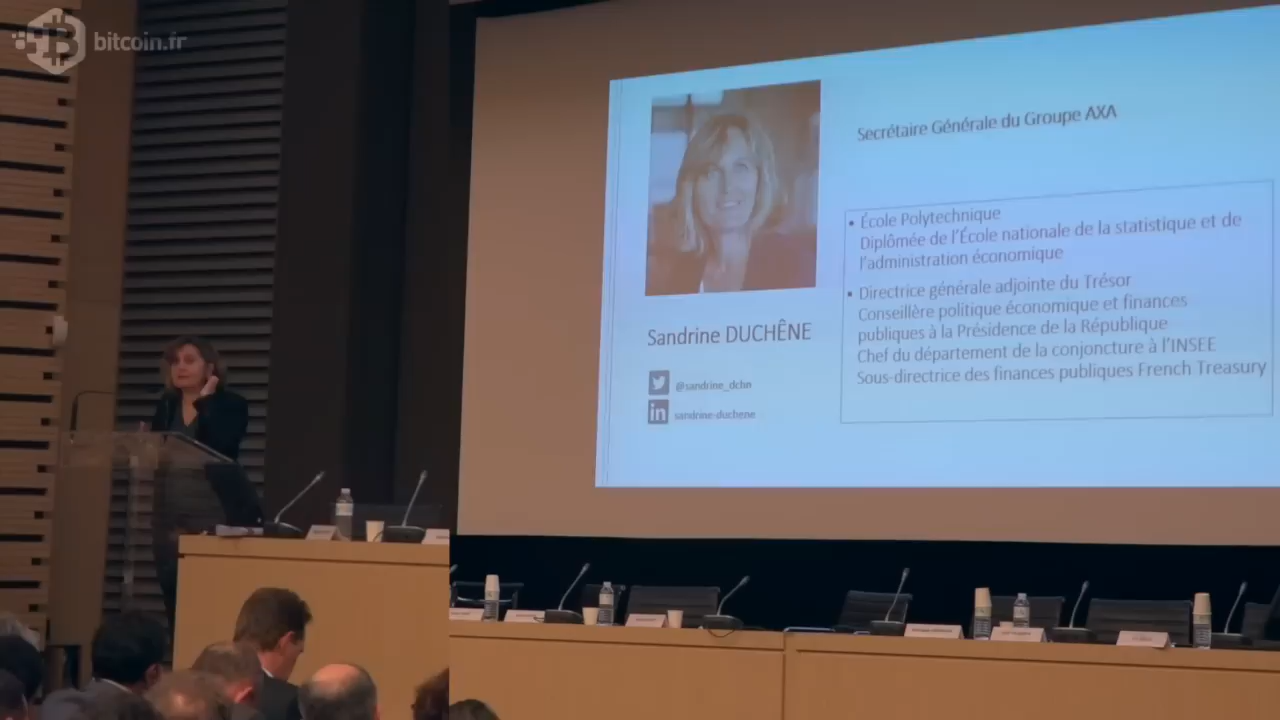 bitcoin.fr
Secrétaire Générale du Groupe AXA
• École Polytechnique
Diplômée de l'École nationale de la statistique et de
l'administration économique
• Directrice générale adjointe du Trésor
Conseillère politique économique et finances
publiques à la Présidence de la République
Chef du département de la conjoncture à l'INSEE
Sous-directrice des finances publiques French Treasury
Sandrine DUCHÊNE
@sandrine_dchn
in sandrine-duchene